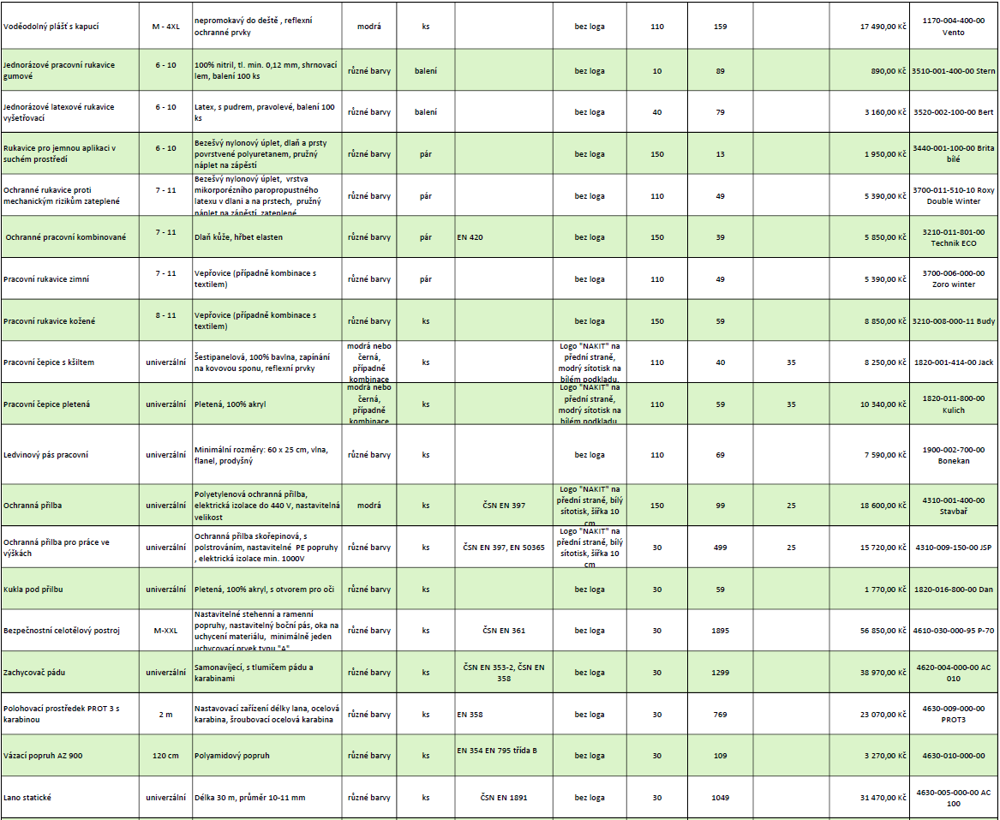 Voděodolný plášť s kapucí M - 4XL nepromokavý do deště , reflexní ochranné prvky modrá ks bez loga 110 159 17 490,00 Kč 1170-004-400-00 Vento
Jednorázové pracovní rukavice gumové 6 - 10 100% nitril, tl. min. 0,12 mm, shrnovací lem, balení 100 ks různé barvy balení bez loga 10 89 890,00 Kč 3510-001-400-00 Stern
Jednorázové latexové rukavice vyšetřovací 6 - 10 Latex, s pudrem, pravolevé, balení 100 ks různé barvy balení bez loga 40 79 3 160,00 Kč 3520-002-100-00 Bert
Rukavice pro jemnou aplikaci v suchém prostředí 6 - 10 Bezešvý nylonový úplet, dlaň a prsty povrstvené polyuretanem, pružný náplet na zápěstí různé barvy pár bez loga 150 13 1 950,00 Kč 3440-001-100-00 Brita bílé
Ochranné rukavice proti mechanickým rizikům zateplené 7 - 11 Bezešvý nylonový úplet, vrstva mikorporézního paropropustného latexu v dlani a na prstech, pružný náplet na zápěstí, zateplené různé barvy pár bez loga 110 49 5 390,00 Kč 3700-011-510-10 Roxy Double Winter
Ochranné pracovní kombinované 7 - 11 Dlaň kůže, hřbet elasten různé barvy pár EN 420 bez loga 150 39 5 850,00 Kč 3210-011-801-00 Technik ECO
Pracovní rukavice zimní 7 - 11 Vepřovice (případně kombinace s textilem) různé barvy pár bez loga 110 49 5 390,00 Kč 3700-006-000-00 Zoro winter
Pracovní rukavice kožené 8 - 11 Vepřovice (případně kombinace s textilem) různé barvy ks bez loga 150 59 8 850,00 Kč 3210-008-000-11 Budy
Pracovní čepice s kšiltem univerzální Šestipanelová, 100% bavlna, zapínání na kovovou sponu, reflexní prvky modrá nebo černá, případně kombinace ks Logo "NAKIT" na přední straně, modrý sítotisk na bílém podkladu, 110 40 35 8 250,00 Kč 1820-001-414-00 Jack
Pracovní čepice pletená univerzální Pletená, 100% akryl modrá nebo černá, případně kombinace ks Logo "NAKIT" na přední straně, modrý sítotisk na bílém podkladu 110 59 35 10 340,00 Kč 1820-011-800-00 Kulich
Ledvinový pás pracovní univerzální Minimální rozměry: 60 x 25 cm, vlna, flanel, prodyšný různé barvy ks bez loga 110 69 7 590,00 Kč 1900-002-700-00 Bonekan
Ochranná přilba univerzální Polyetylenová ochranná přilba, elektrická izolace do 440 V, nastavitelná velikost modrá ks ČSN EN 397 Logo "NAKIT" na přední straně, bílý sítotisk, šířka 10 cm 150 99 25 18 600,00 Kč 4310-001-400-00 Stavbař
Ochranná přilba pro práce ve výškách univerzální Ochranná přilba skořepinová, s polstrováním, nastavitelné PE popruhy , elektrická izolace min. 1000V různé barvy ks ČSN EN 397, EN 50365 Logo "NAKIT" na přední straně, bílý sítotisk, šířka 10 cm 30 499 25 15 720,00 Kč 4310-009-150-00 JSP
Kukla pod přilbu univerzální Pletená, 100% akryl, s otvorem pro oči různé barvy ks bez loga 30 59 1 770,00 Kč 1820-016-800-00 Dan
Bezpečnostní celotělový postroj M-XXL Nastavitelné stehenní a ramenní popruhy, nastavitelný boční pás, oka na uchycení materiálu, minimálně jeden uchycovací prvek typu "A" různé barvy ks ČSN EN 361 bez loga 30 1895 56 850,00 Kč 4610-030-000-95 P-70
Zachycovač pádu univerzální Samonavíjecí, s tlumičem pádu a karabinami různé barvy ks ČSN EN 353-2, ČSN EN 358 bez loga 30 1299 38 970,00 Kč 4620-004-000-00 AC 010
Polohovací prostředek PROT 3 s karabinou 2 m Nastavovací zařízení délky lana, ocelová karabina, šroubovací ocelová karabina různé barvy ks EN 358 bez loga 30 769 23 070,00 Kč 4630-009-000-00 PROT3
Vázací popruh AZ 900 120 cm Polyamidový popruh různé barvy ks EN 354 EN 795 třída B bez loga 30 109 3 270,00 Kč 4630-010-000-00
Lano statické univerzální Délka 30 m, průměr 10-11 mm různé barvy ks ČSN EN 1891 bez loga 30 1049 31 470,00 Kč 4630-005-000-00 AC 100